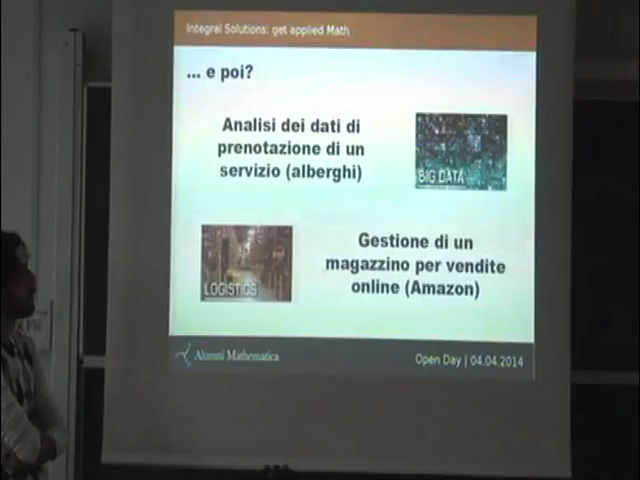 Integral Solutions: get applied Math
... e poi?
Analisi dei dati di
prenotazione di un
servizio (alberghi)
BIG DATA
LOGISTICS
Gestione di un
magazzino per vendite
online (Amazon)
Alumni Mathematica
Open Day | 04.04.2014